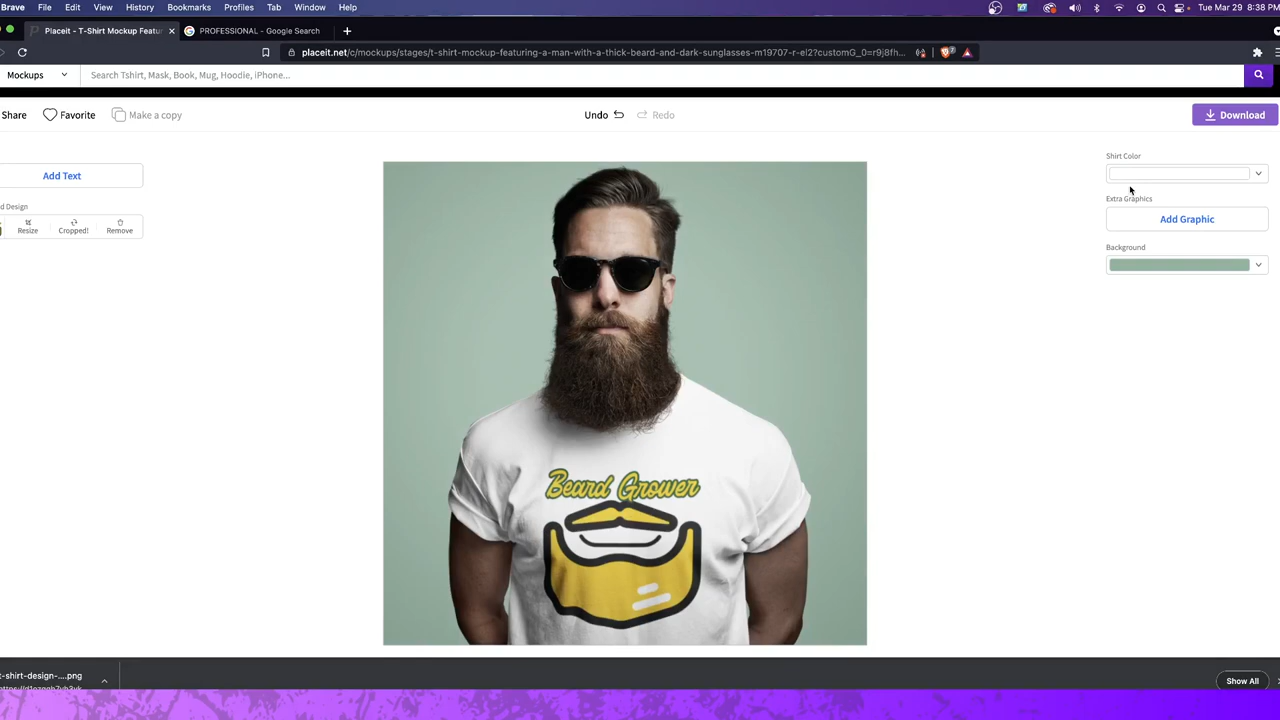 Brave File Edit View History Bookmarks Profiles Tab Window Help Tue Mar 29 8:38 PM
Placeit - T-Shirt Mockup Featu PROFESSIONAL - Google Search
placeit.net/c/mockups/stages/t-shirt-mockup-featuring-a-man-with-a-thick-beard-and-dark-sunglasses-m19707-r-el2?customG_0=r9j8fh...
Mockups Search Tshirt, Mask, Book, Mug, Hoodie, iPhone...
Share Favorite Make a copy Undo Redo Download
Add Text
d Design
Resize Cropped! Remove
Shirt Color
Extra Graphics
Add Graphic
Background
Beard Grower
t-shirt-design-....png
Show All